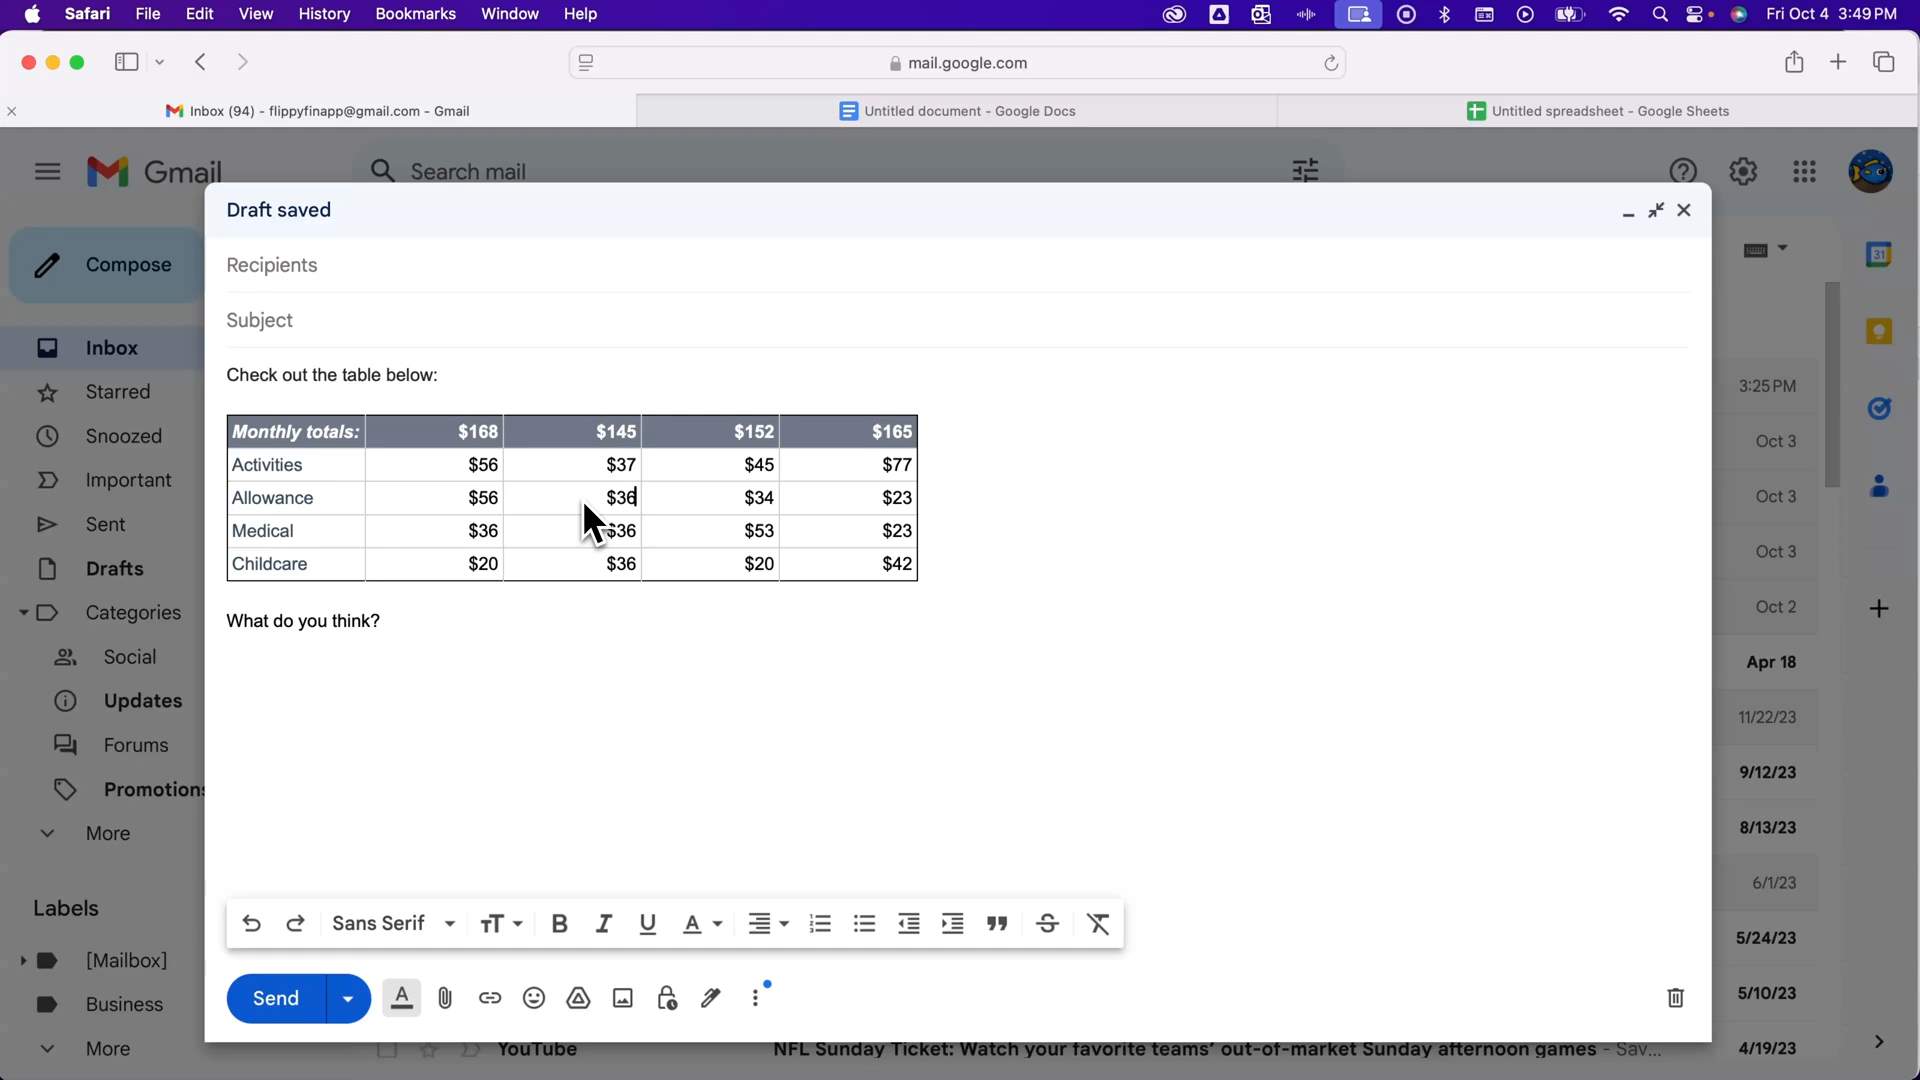 Safari File Edit View History Bookmarks Window Help Fri Oct 4 3:49 PM
mail.google.com
Inbox (94) - flippyfinapp@gmail.com - Gmail
Untitled document - Google Docs
Untitled spreadsheet - Google Sheets
Gmail
Search mail
Compose
Inbox
Starred
Snoozed
Important
Sent
Drafts
Categories
Social
Updates
Forums
Promotions
More
Labels
[Mailbox]
Business
More
Draft saved
Recipients
Subject
Check out the table below:
Monthly totals: $168 $145 $152 $165
Activities $56 $37 $45 $77
Allowance $56 $36 $34 $23
Medical $36 $36 $53 $23
Childcare $20 $36 $20 $42
What do you think?
Sans Serif
Send
31
3:25 PM
Oct 3
Oct 3
Oct 3
Oct 2
Apr 18
11/22/23
9/12/23
8/13/23
6/1/23
5/24/23
5/10/23
YouTube NFL Sunday Ticket: Watch your favorite teams' out-of-market Sunday afternoon games - Sav... 4/19/23